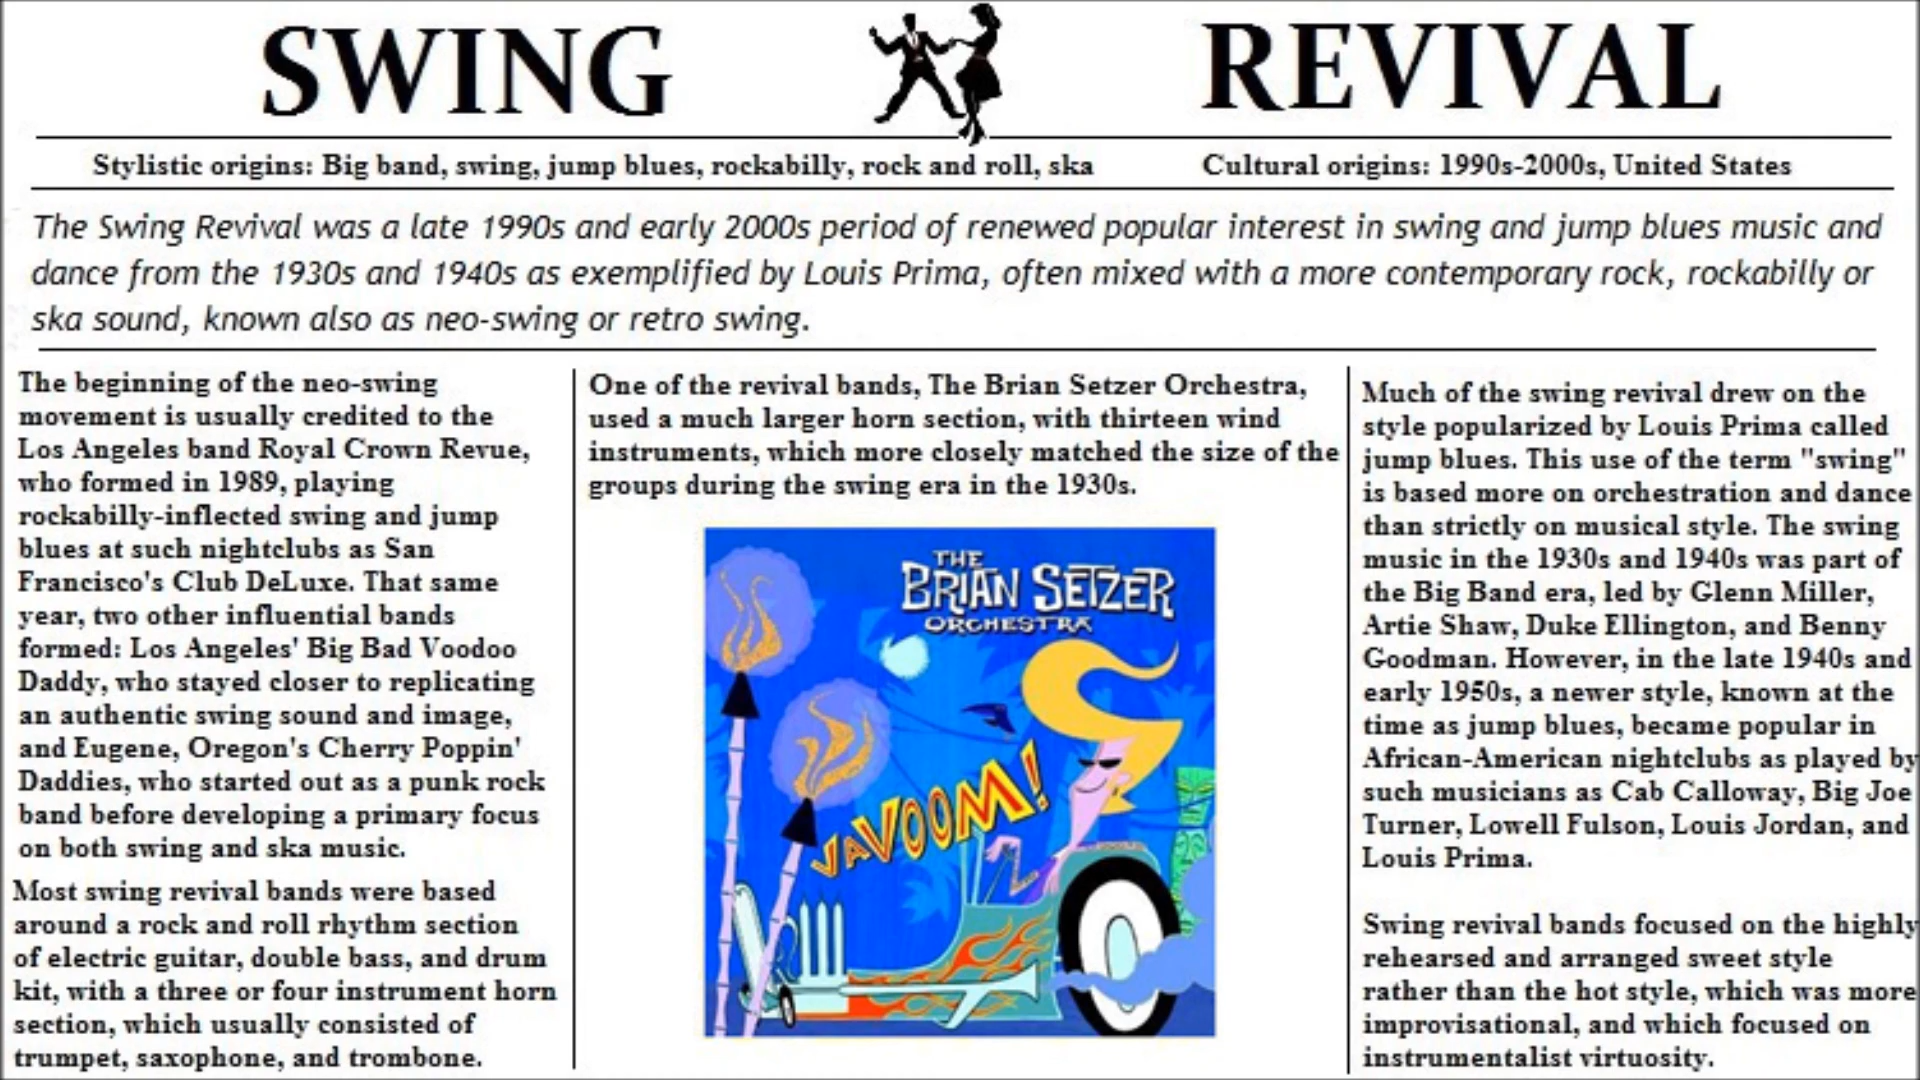 SWING REVIVAL
Stylistic origins: Big band, swing, jump blues, rockabilly, rock and roll, ska
Cultural origins: 1990s-2000s, United States
The Swing Revival was a late 1990s and early 2000s period of renewed popular interest in swing and jump blues music and
dance from the 1930s and 1940s as exemplified by Louis Prima, often mixed with a more contemporary rock, rockabilly or
ska sound, known also as neo-swing or retro swing.
The beginning of the neo-swing
movement is usually credited to the
Los Angeles band Royal Crown Revue,
who formed in 1989, playing
rockabilly-inflected swing and jump
blues at such nightclubs as San
Francisco's Club DeLuxe. That same
year, two other influential bands
formed: Los Angeles' Big Bad Voodoo
Daddy, who stayed closer to replicating
an authentic swing sound and image,
and Eugene, Oregon's Cherry Poppin'
Daddies, who started out as a punk rock
band before developing a primary focus
on both swing and ska music.
Most swing revival bands were based
around a rock and roll rhythm section
of electric guitar, double bass, and drum
kit, with a three or four instrument horn
section, which usually consisted of
trumpet, saxophone, and trombone.
One of the revival bands, The Brian Setzer Orchestra,
used a much larger horn section, with thirteen wind
instruments, which more closely matched the size of the
groups during the swing era in the 1930s.
THE
BRIAN SETZER
ORCHESTRA
VAVOOM!
Much of the swing revival drew on the
style popularized by Louis Prima called
jump blues. This use of the term "swing"
is based more on orchestration and dance
than strictly on musical style. The swing
music in the 1930s and 1940s was part of
the Big Band era, led by Glenn Miller,
Artie Shaw, Duke Ellington, and Benny
Goodman. However, in the late 1940s and
early 1950s, a newer style, known at the
time as jump blues, became popular in
African-American nightclubs as played by
such musicians as Cab Calloway, Big Joe
Turner, Lowell Fulson, Louis Jordan, and
Louis Prima.
Swing revival bands focused on the highly
rehearsed and arranged sweet style
rather than the hot style, which was more
improvisational, and which focused on
instrumentalist virtuosity.